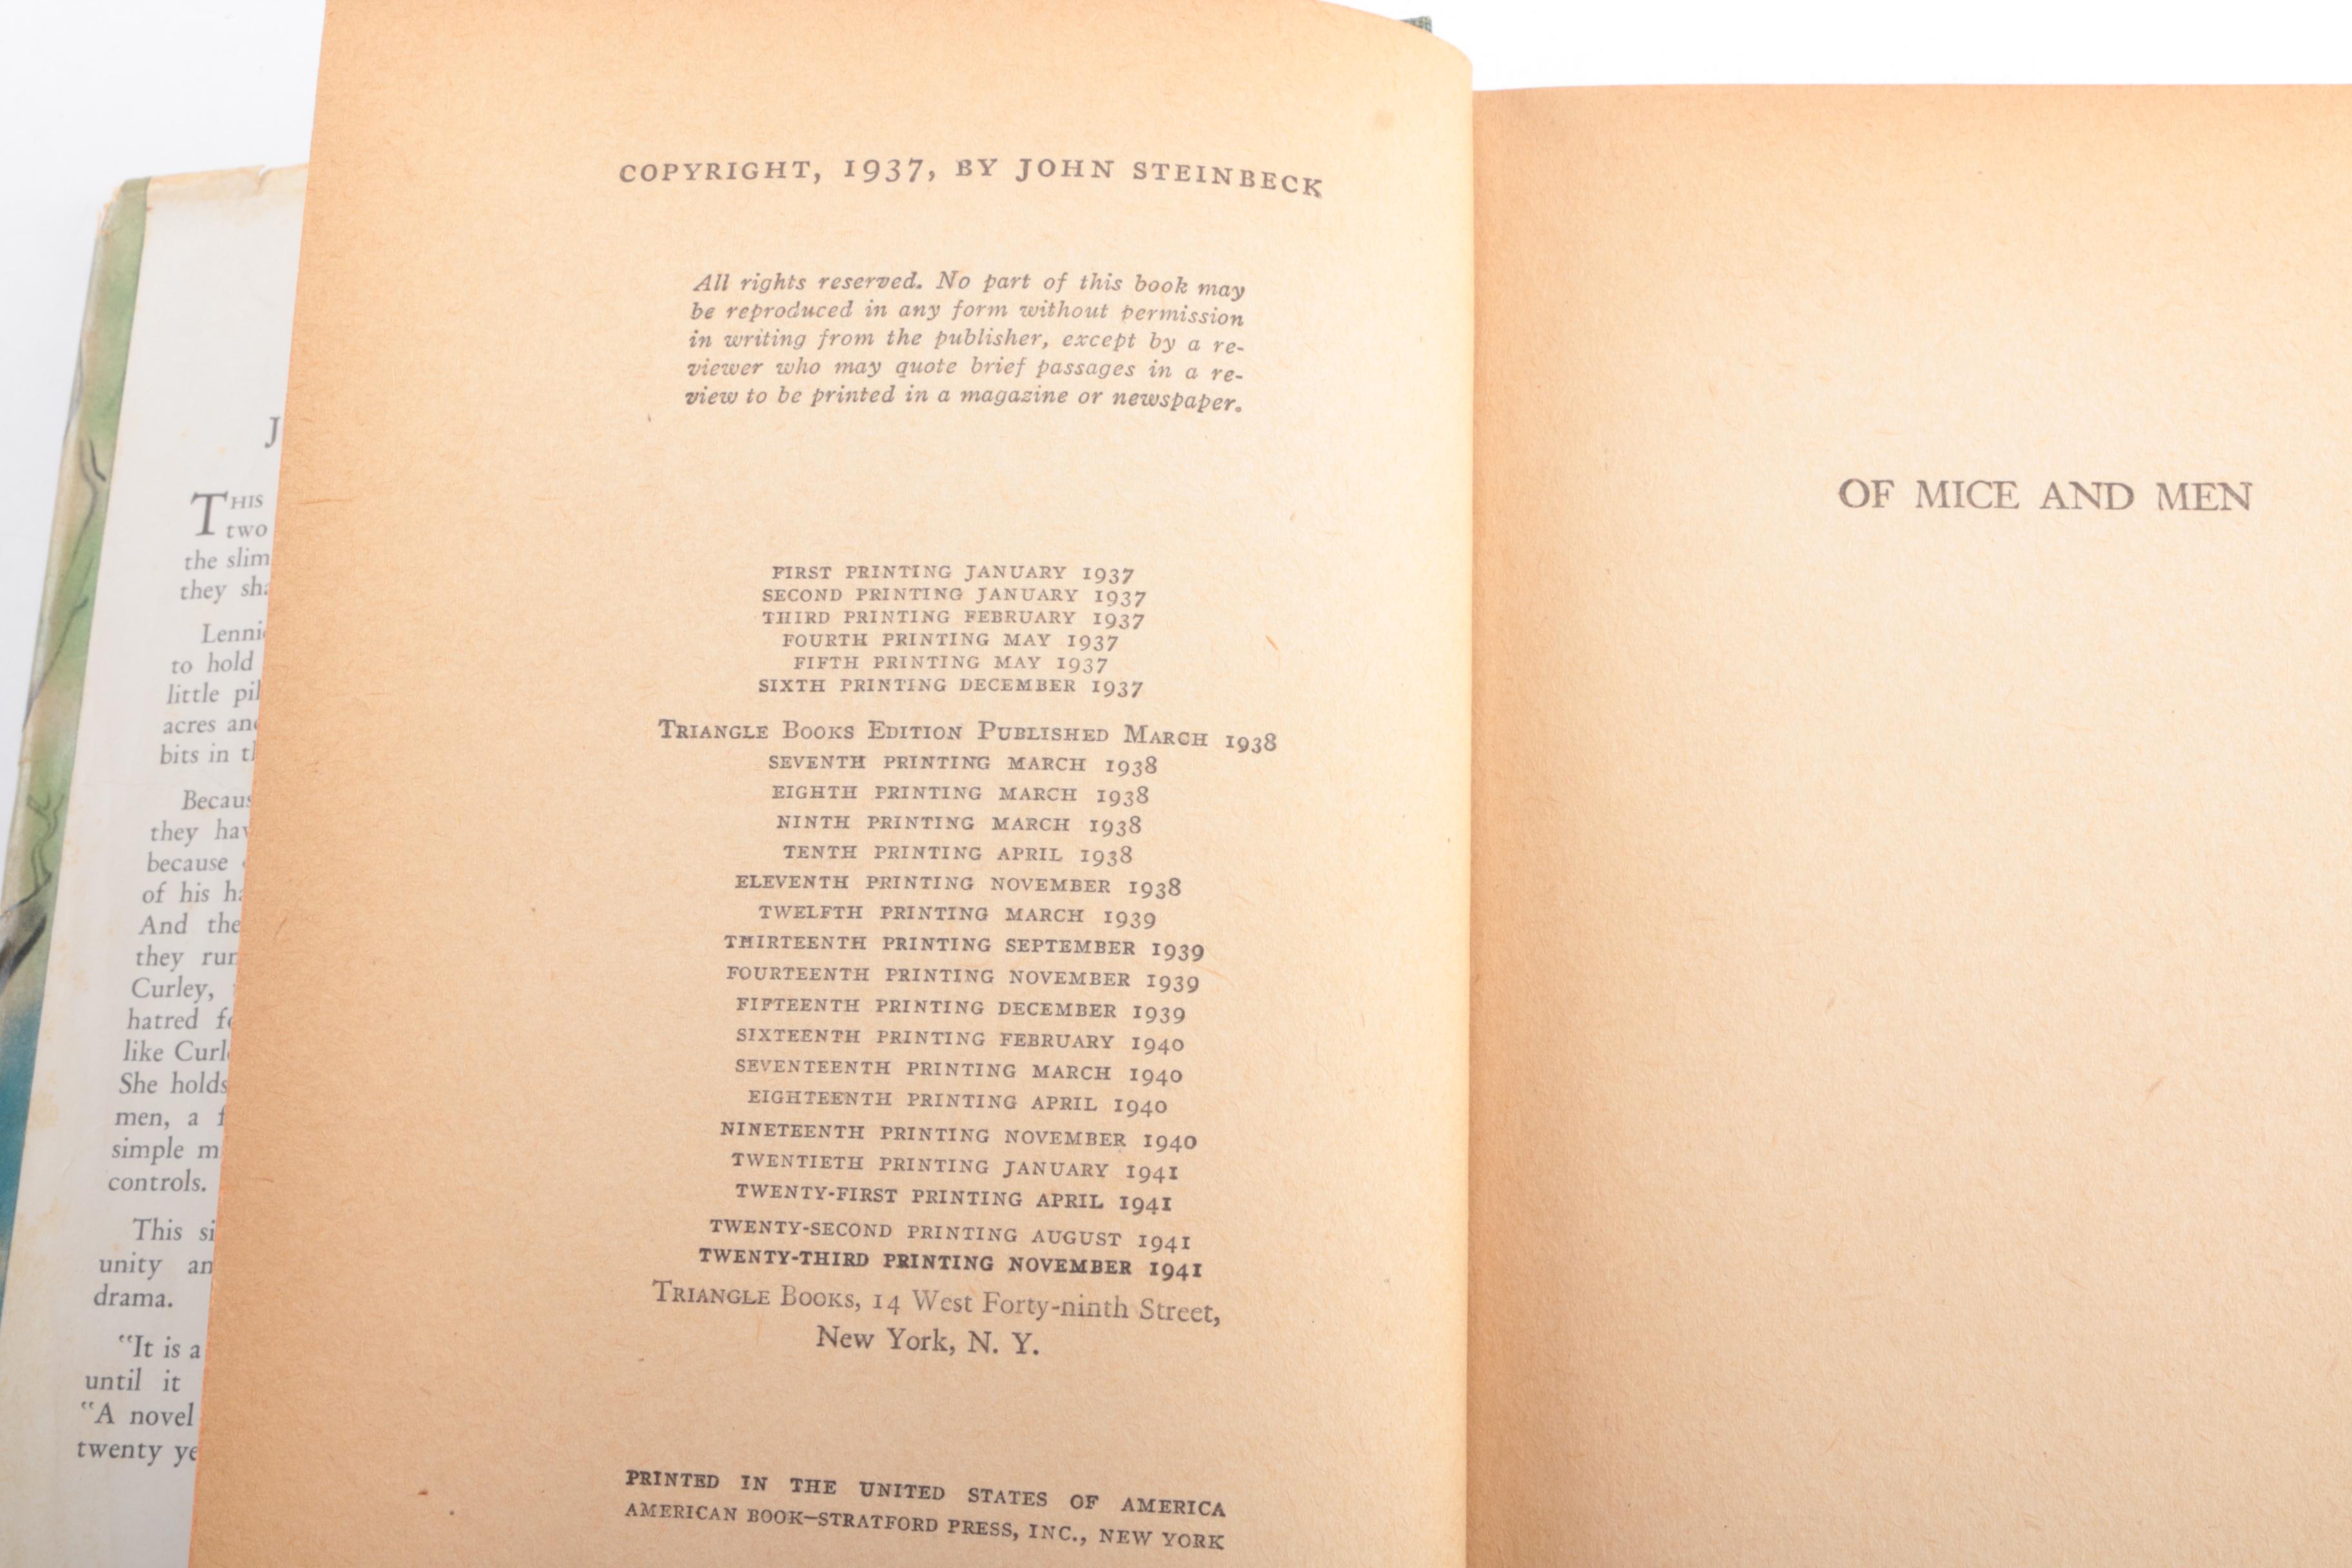 J
THIS
two
the slim
they
Lennie
to hold
little
acres
bits in
Because
they
because
of his
And the
they
Curley,
hatred
like
She holds
men, a
simple
controls.
This
unity
drama.
"It is a
until it
"A novel
twenty
COPYRIGHT, 1937, BY JOHN STEINBECK
All rights reserved. No part of this book may
be reproduced in any form without permission
in writing from the publisher, except by a re-
viewer who may quote brief passages in a re-
view to be printed in a magazine or newspaper.
FIRST PRINTING JANUARY 1937
SECOND PRINTING JANUARY 1937
THIRD PRINTING FEBRUARY 1937
FOURTH PRINTING MAY 1937
FIFTH PRINTING MAY 1937
SIXTH PRINTING DECEMBER 1937
TRIANGLE BOOKS EDITION PUBLISHED MARCH 1938
SEVENTH PRINTING MARCH 1938
EIGHTH PRINTING MARCH 1938
NINTH PRINTING MARCH 1938
TENTH PRINTING APRIL 1938
ELEVENTH PRINTING NOVEMBER 1938
TWELFTH PRINTING MARCH 1939
THIRTEENTH PRINTING SEPTEMBER 1939
FOURTEENTH PRINTING NOVEMBER 1939
FIFTEENTH PRINTING DECEMBER 1939
SIXTEENTH PRINTING FEBRUARY 1940
SEVENTEENTH PRINTING MARCH 1940
EIGHTEENTH PRINTING APRIL 1940
NINETEENTH PRINTING NOVEMBER 1940
TWENTIETH PRINTING JANUARY 1941
TWENTY-FIRST PRINTING APRIL 1941
TWENTY-SECOND PRINTING AUGUST 1941
TWENTY-THIRD PRINTING NOVEMBER 1941
TRIANGLE BOOKS, 14 West Forty-ninth Street,
New York, N. Y.
PRINTED IN THE UNITED STATES OF AMERICA
AMERICAN BOOK—STRATFORD PRESS, INC., NEW YORK
OF MICE AND MEN